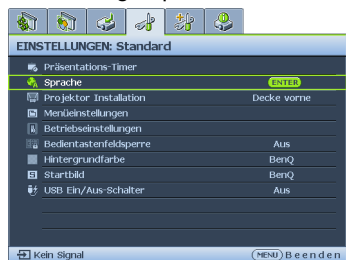 EINSTELLUNGEN: Standard
Präsentations-Timer
Sprache ENTER
Projektor Installation Decke vorne
Menüeinstellungen
Betriebseinstellungen
Bedientastenfeldsperre Aus
Hintergrundfarbe BenQ
Startbild BenQ
USB Ein/Aus-Schalter Aus
Kein Signal MENU Beenden